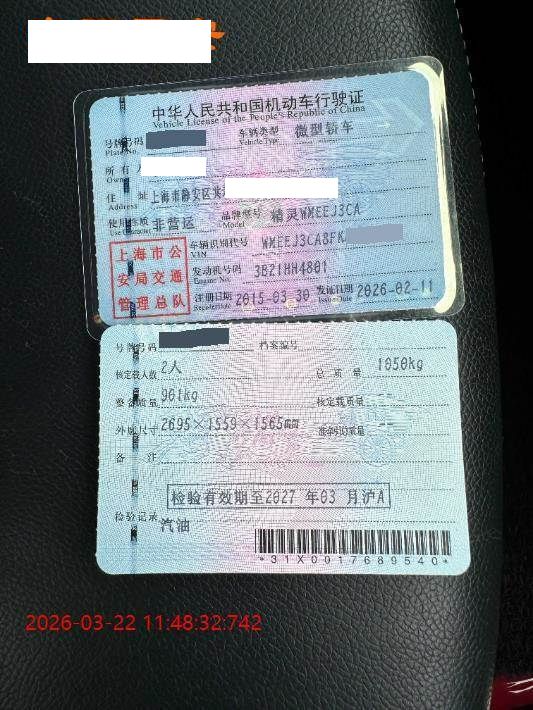 中华人民共和国机动车行驶证
Vehicle License of the People's Republic of China
号牌号码
Plate No.
车辆类型 微型轿车
Vehicle Type
所有人
Owner
住 址 上海市静安区
Address
使用性质 非营运
Use Character
品牌型号 精灵WMEEJ3CA
Model
上海市公
安局交通
管理总队
车辆识别代号 WMEEJ3CA8FK
VIN
发动机号码 3B21HH4801
Engine No.
注册日期 2015-03-30
Register Date
发证日期 2026-02-11
Issue Date
号牌号码
档案编号
核定载人数 2人
总质量 1050kg
整备质量 901kg
核定载质量 --
外廓尺寸 2695×1559×1565mm
准牵引总质量 --
备 注
检验有效期至2027 年03 月沪A
检验记录
汽油
*31X0017689540*
2026-03-22 11:48:32:742